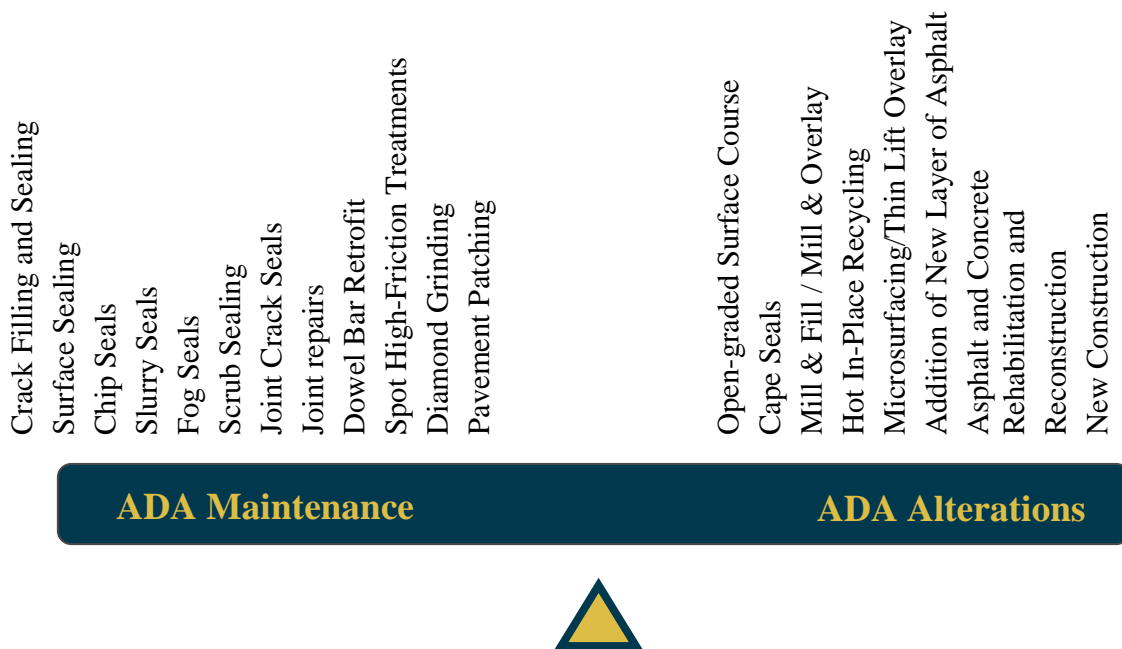 Crack Filling and Sealing
Surface Sealing
Chip Seals
Slurry Seals
Fog Seals
Scrub Sealing
Joint Crack Seals
Joint repairs
Dowel Bar Retrofit
Spot High-Friction Treatments
Diamond Grinding
Pavement Patching
Open-graded Surface Course
Cape Seals
Mill & Fill / Mill & Overlay
Hot In-Place Recycling
Microsurfacing/Thin Lift Overlay
Addition of New Layer of Asphalt
Asphalt and Concrete
Rehabilitation and
Reconstruction
New Construction
ADA Maintenance
ADA Alterations